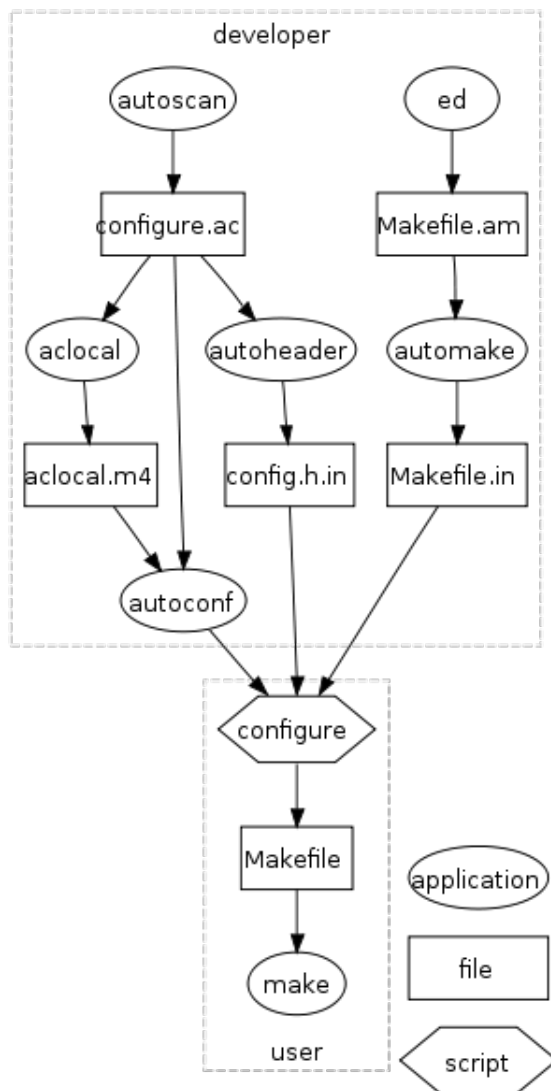 developer
autoscan
ed
configure.ac
Makefile.am
aclocal
autoheader
automake
aclocal.m4
config.h.in
Makefile.in
autoconf
configure
Makefile
application
file
make
user
script